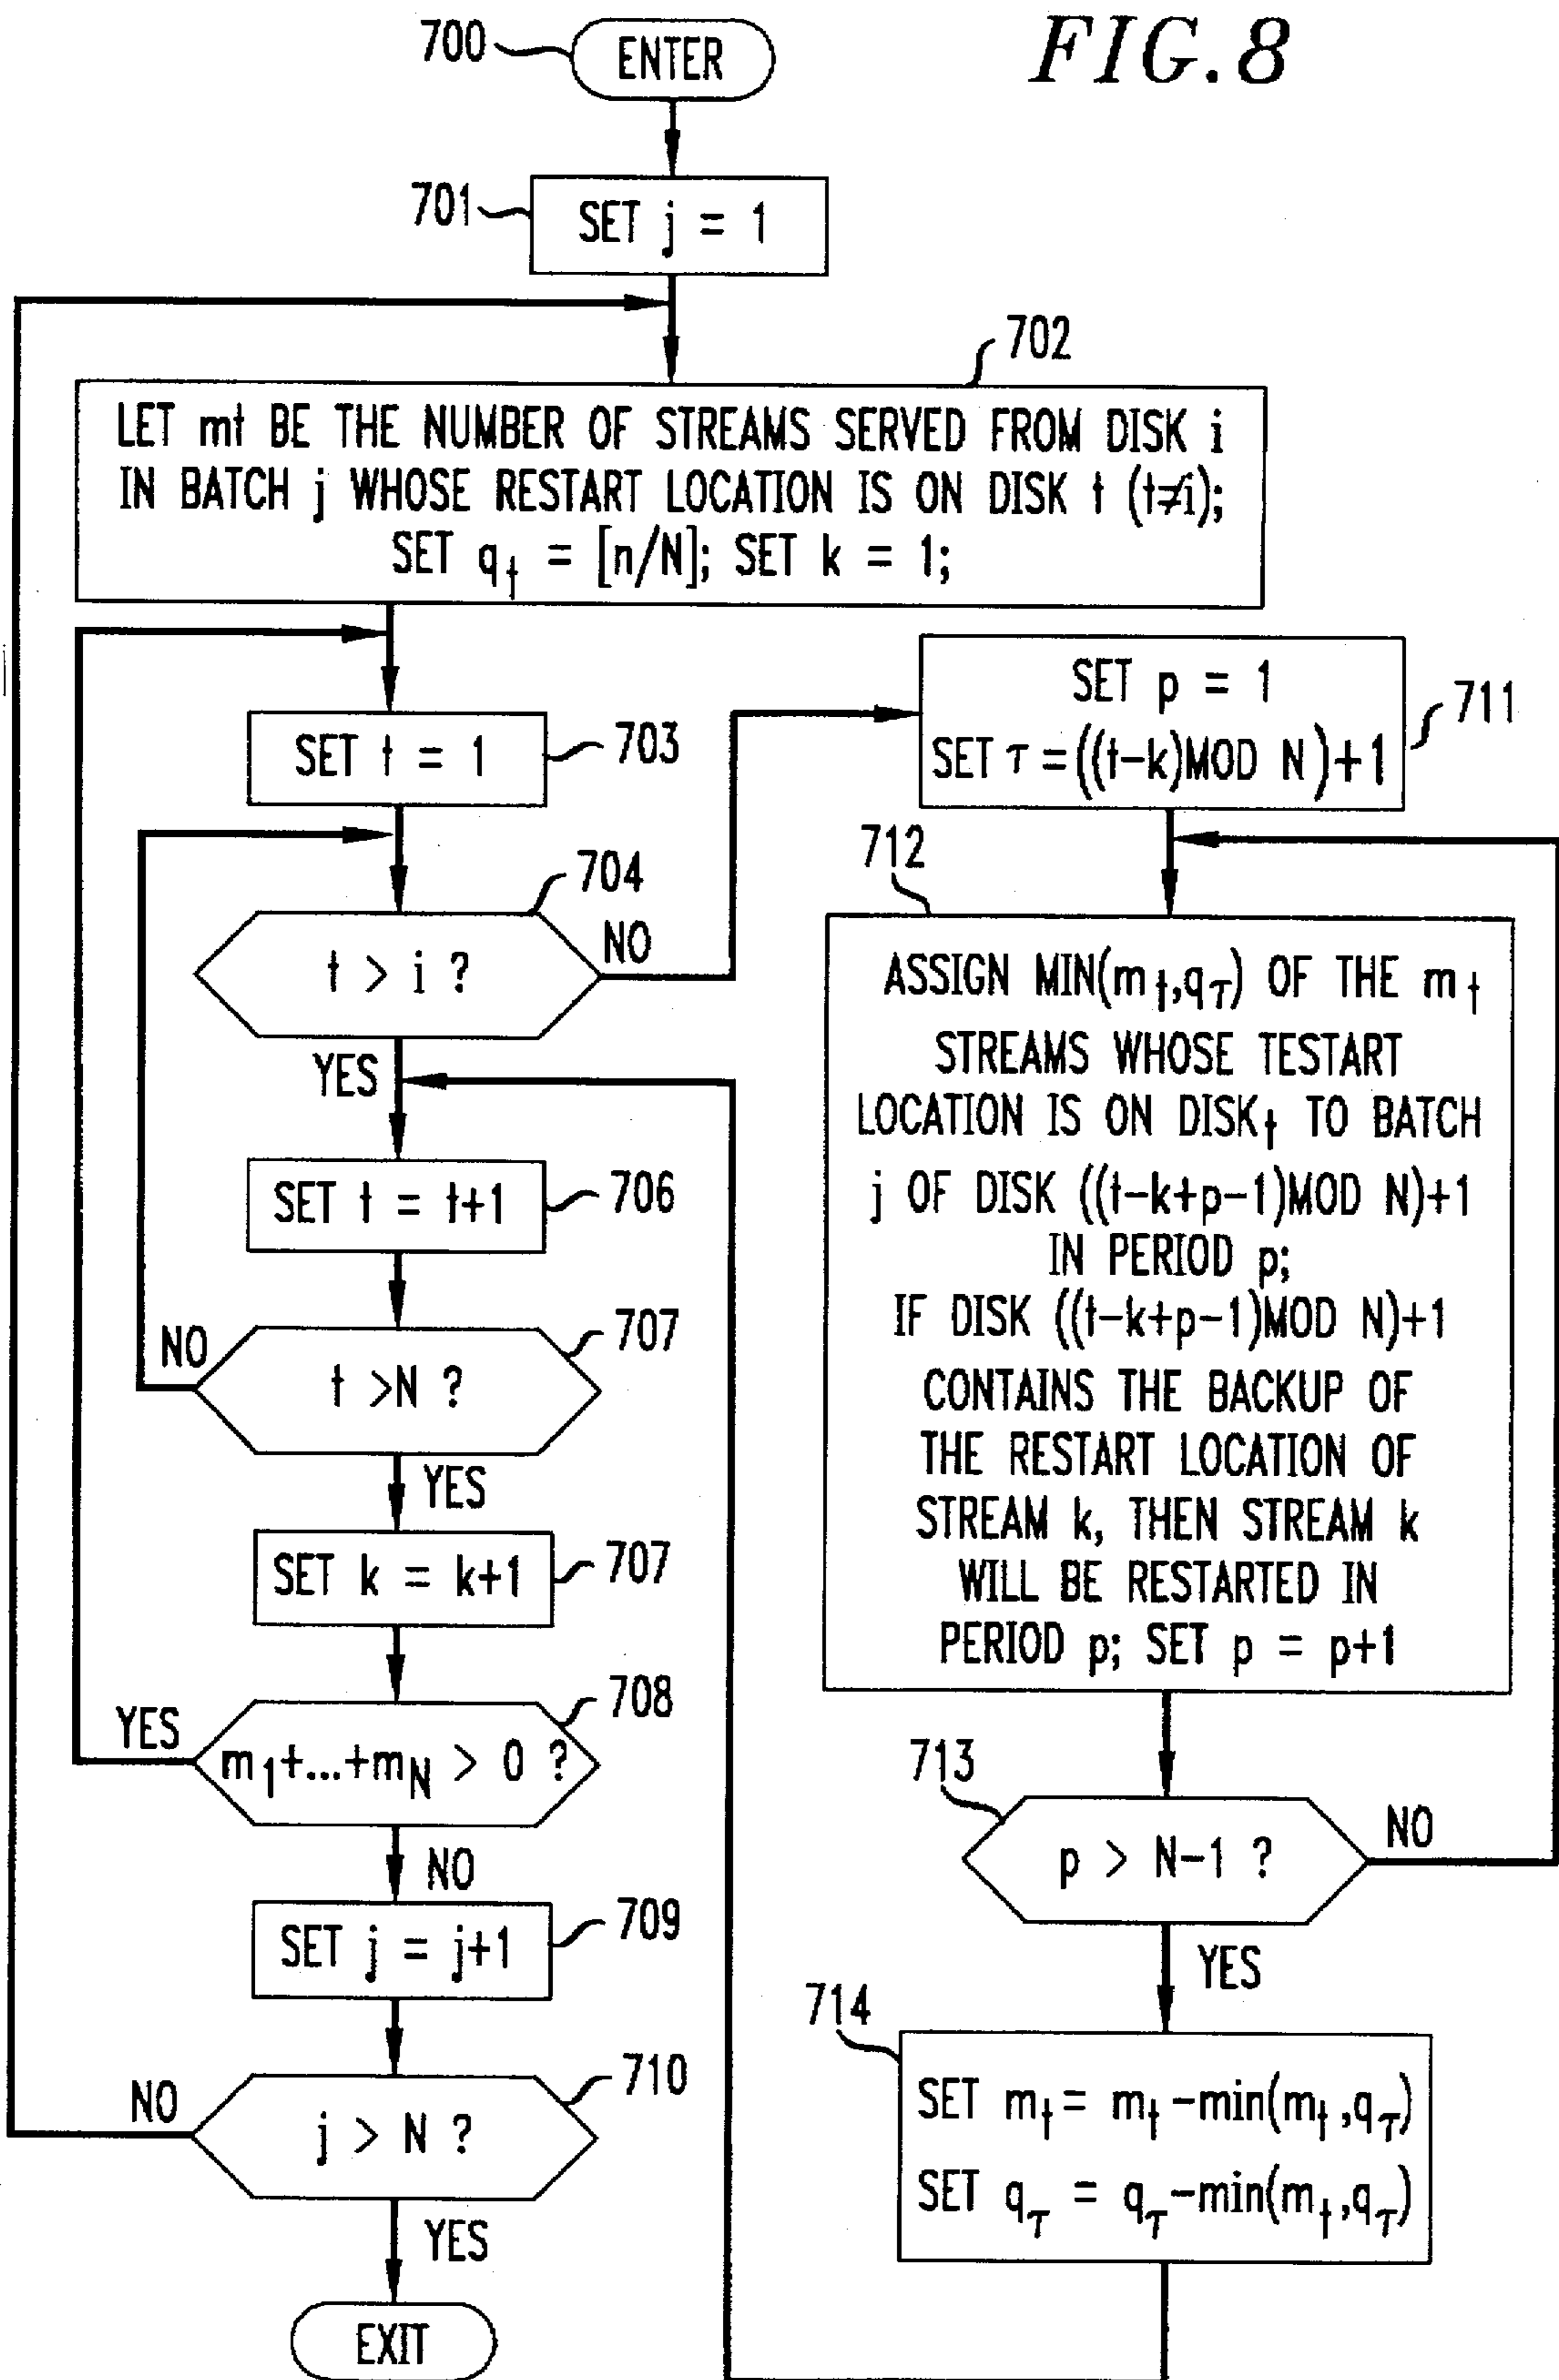 FIG. 8
700
ENTER
701
SET j = 1
702
LET mt BE THE NUMBER OF STREAMS SERVED FROM DISK i
IN BATCH j WHOSE RESTART LOCATION IS ON DISK t (t≠i);
SET qₜ = [n/N]; SET k = 1;
703
SET t = 1
704
t > i ?
NO
YES
706
SET t = t+1
707
t >N ?
NO
YES
707
SET k = k+1
708
m₁+...+m_N > 0 ?
YES
NO
709
SET j = j+1
710
j > N ?
NO
YES
EXIT
711
SET p = 1
SET τ =((t-k)MOD N )+1
712
ASSIGN MIN(mₜ,q_τ) OF THE mₜ
STREAMS WHOSE TESTART
LOCATION IS ON DISKₜ TO BATCH
j OF DISK ((t-k+p-1)MOD N)+1
IN PERIOD p;
IF DISK ((t-k+p-1)MOD N)+1
CONTAINS THE BACKUP OF
THE RESTART LOCATION OF
STREAM k, THEN STREAM k
WILL BE RESTARTED IN
PERIOD p; SET p = p+1
713
p > N-1 ?
NO
YES
714
SET mₜ= mₜ-min(mₜ,q_τ)
SET q_τ = q_τ-min(mₜ,q_τ)